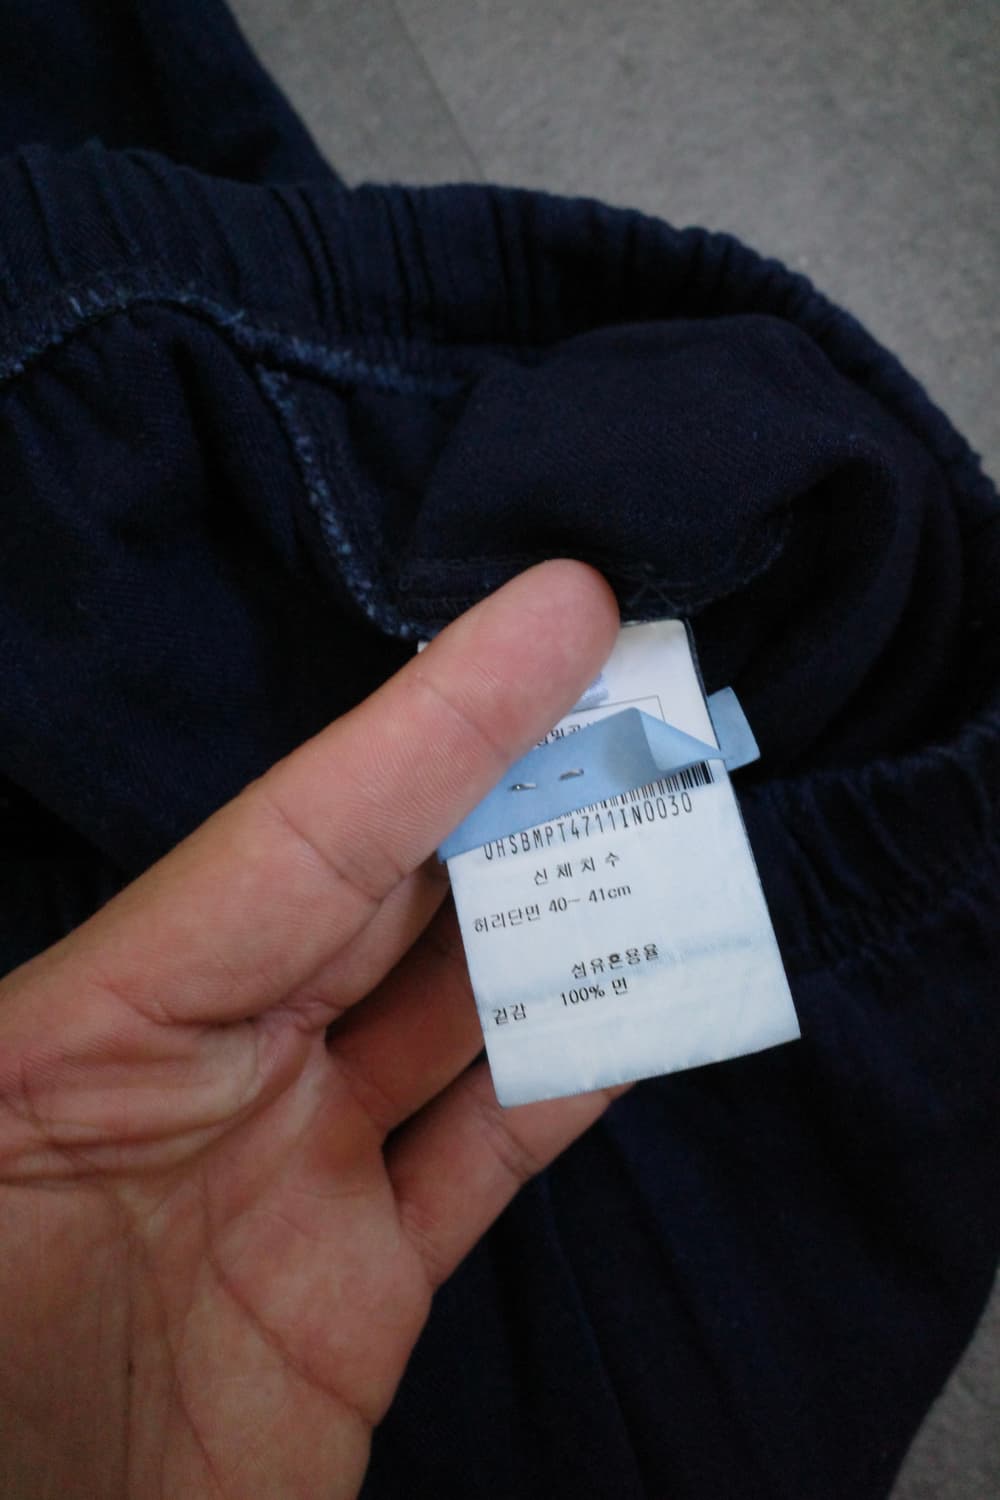 QHSBMPT4711IN0030
신체치수
허리단면 40~ 41cm
섬유혼용율
겉감 100% 면